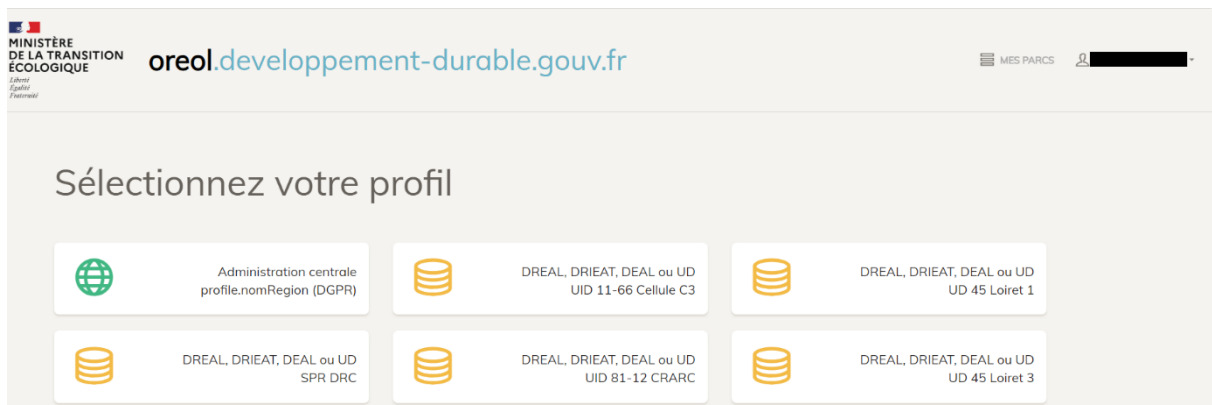 MINISTÈRE
DE LA TRANSITION
ÉCOLOGIQUE
Liberté
Égalité
Fraternité
oreol.developpement-durable.gouv.fr
MES PARCS
Sélectionnez votre profil
Administration centrale
profile.nomRegion (DGPR)
DREAL, DRIEAT, DEAL ou UD
UID 11-66 Cellule C3
DREAL, DRIEAT, DEAL ou UD
UD 45 Loiret 1
DREAL, DRIEAT, DEAL ou UD
SPR DRC
DREAL, DRIEAT, DEAL ou UD
UID 81-12 CRARC
DREAL, DRIEAT, DEAL ou UD
UD 45 Loiret 3